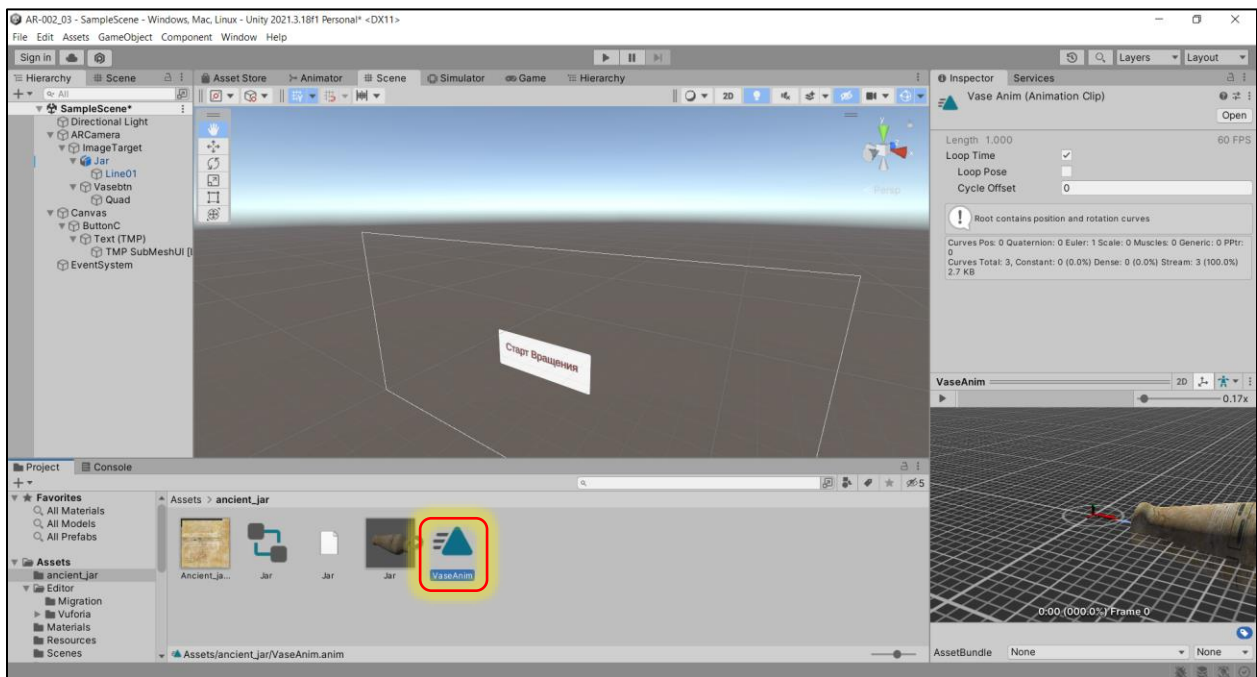 AR-002_03 - SampleScene - Windows, Mac, Linux - Unity 2021.3.18f1 Personal* <DX11>
File Edit Assets GameObject Component Window Help
Sign in
Layers
Layout
Hierarchy
Scene
All
SampleScene*
Directional Light
ARCamera
ImageTarget
Jar
Line01
Vasebtn
Quad
Canvas
ButtonC
Text (TMP)
TMP SubMeshUI [l
EventSystem
Asset Store
Animator
Scene
Simulator
Game
Hierarchy
2D
Persp
Старт Вращения
Inspector
Services
Vase Anim (Animation Clip)
Open
Length 1.000
60 FPS
Loop Time
Loop Pose
Cycle Offset
0
Root contains position and rotation curves
Curves Pos: 0 Quaternion: 0 Euler: 1 Scale: 0 Muscles: 0 Generic: 0 PPtr:
0
Curves Total: 3, Constant: 0 (0.0%) Dense: 0 (0.0%) Stream: 3 (100.0%)
2.7 KB
VaseAnim
2D
0.17x
0:00 (000.0%) Frame 0
AssetBundle
None
None
Project
Console
5
Favorites
All Materials
All Models
All Prefabs
Assets
ancient_jar
Editor
Migration
Vuforia
Materials
Resources
Scenes
Assets > ancient_jar
Ancient_ja...
Jar
Jar
Jar
VaseAnim
Assets/ancient_jar/VaseAnim.anim